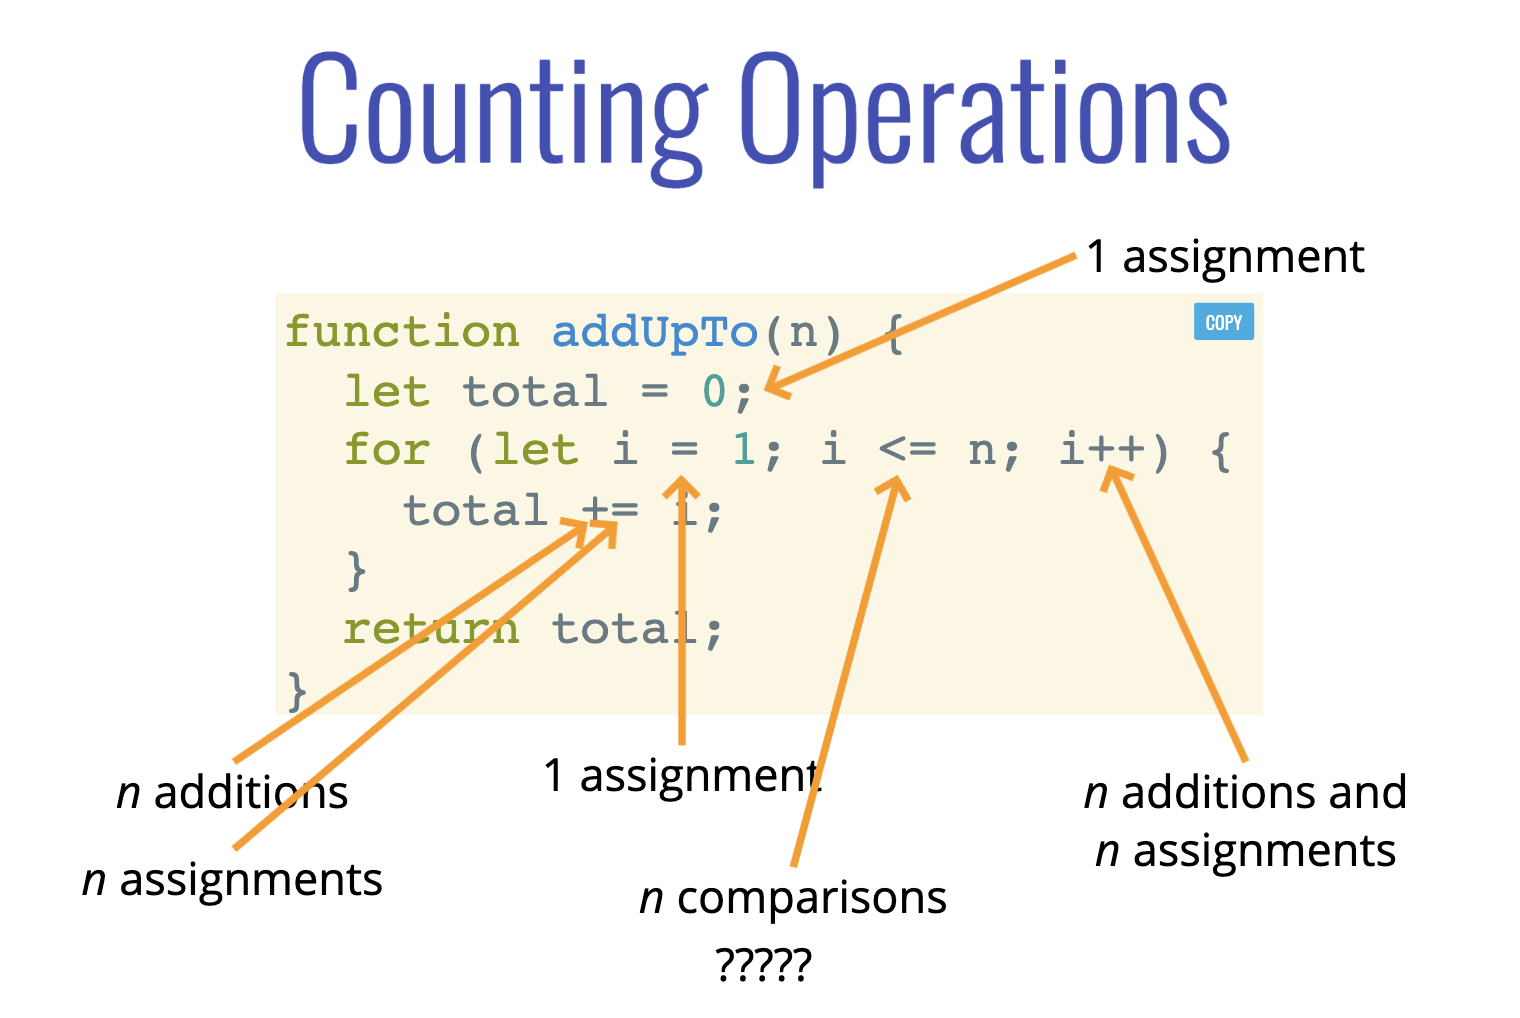 Counting Operations
1 assignment
function addUpTo(n) {
COPY
let total = 0;
for (let i = 1; i <= n; i++) {
total += i;
}
return total;
}
n additions
1 assignment
n additions and
n assignments
n assignments
n comparisons
?????